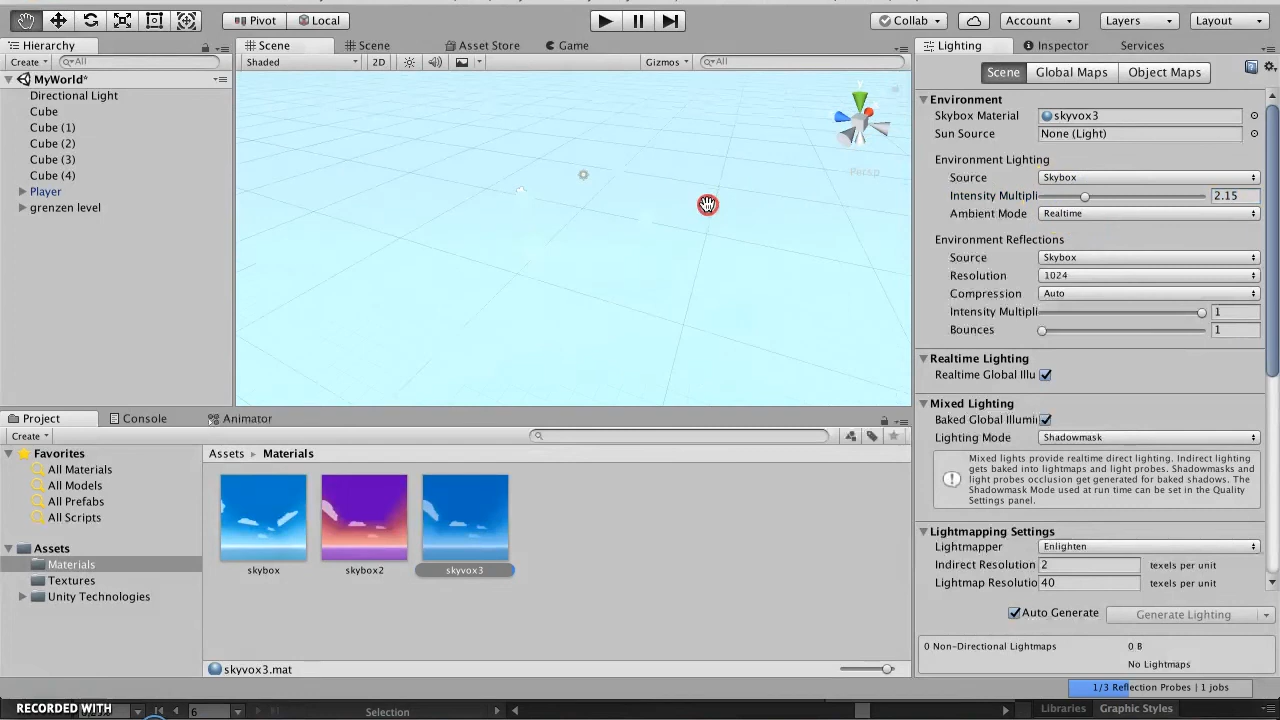 Pivot
Local
Collab
Account
Layers
Layout
Hierarchy
Scene
Scene
Asset Store
Game
Lighting
Inspector
Services
Create
All
Shaded
2D
Gizmos
All
Scene
Global Maps
Object Maps
MyWorld*
Directional Light
Cube
Cube (1)
Cube (2)
Cube (3)
Cube (4)
Player
grenzen level
y
Persp
Environment
Skybox Material
skyvox3
Sun Source
None (Light)
Environment Lighting
Source
Skybox
Intensity Multipli
2.15
Ambient Mode
Realtime
Environment Reflections
Source
Skybox
Resolution
1024
Compression
Auto
Intensity Multipli
1
Bounces
1
Realtime Lighting
Realtime Global Illu
Mixed Lighting
Baked Global Illumin
Lighting Mode
Shadowmask
Mixed lights provide realtime direct lighting. Indirect lighting
gets baked into lightmaps and light probes. Shadowmasks and
light probes occlusion get generated for baked shadows. The
Shadowmask Mode used at run time can be set in the Quality
Settings panel.
Lightmapping Settings
Lightmapper
Enlighten
Indirect Resolution
2
texels per unit
Lightmap Resolutio
40
texels per unit
Auto Generate
Generate Lighting
0 Non-Directional Lightmaps
0 B
No Lightmaps
1/3 Reflection Probes | 1 jobs
Project
Console
Animator
Create
Favorites
All Materials
All Models
All Prefabs
All Scripts
Assets
Materials
Textures
Unity Technologies
Assets
Materials
skybox
skybox2
skyvox3
skyvox3.mat
RECORDED WITH
6
Selection
Libraries
Graphic Styles